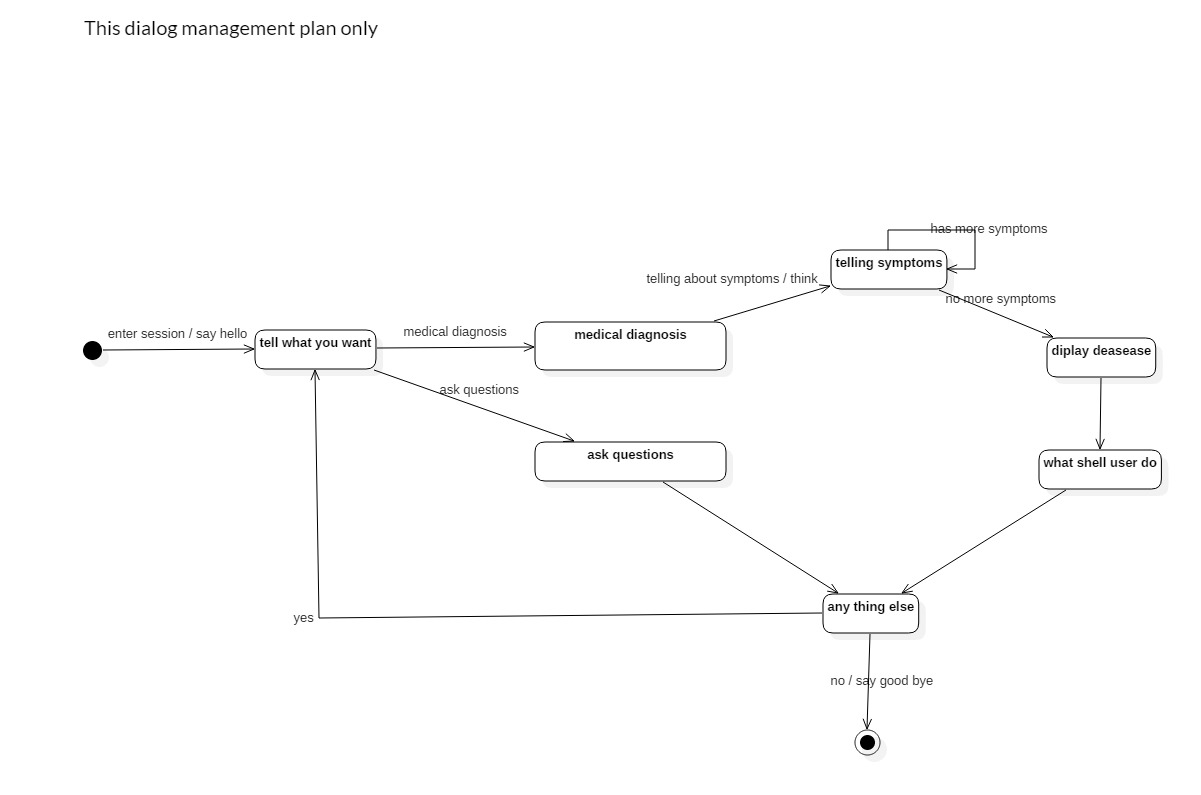 This dialog management plan only
has more symptoms
telling symptoms
telling about symptoms / think
no more symptoms
enter session / say hello
tell what you want
medical diagnosis
medical diagnosis
diplay deasease
ask questions
ask questions
what shell user do
any thing else
yes
no / say good bye